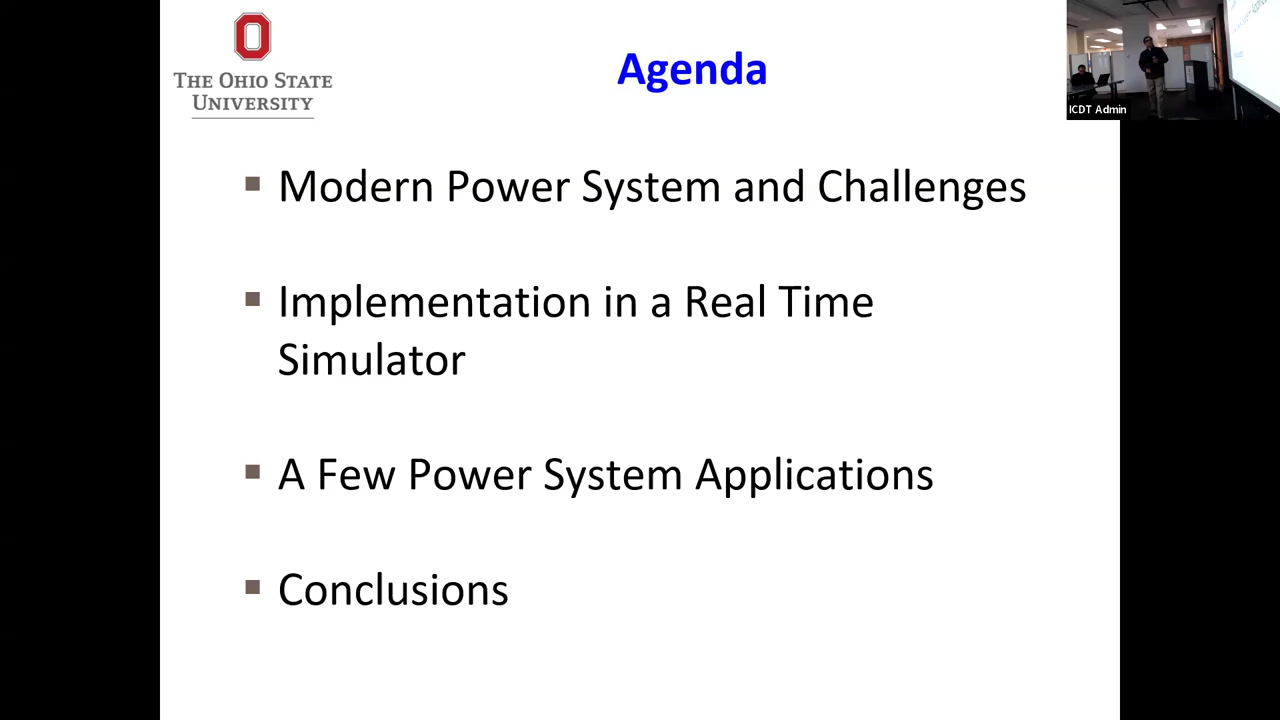 THE OHIO STATE
UNIVERSITY
Agenda
ICDT Admin
▪ Modern Power System and Challenges
▪ Implementation in a Real Time
Simulator
▪ A Few Power System Applications
▪ Conclusions